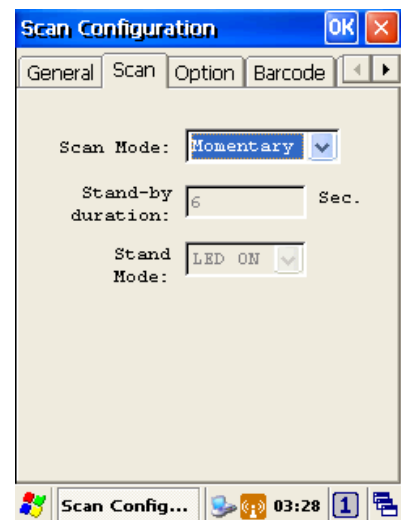 Scan Configuration OK
General Scan Option Barcode
Scan Mode: Momentary
Stand-by duration: 6 Sec.
Stand Mode: LED ON
Scan Config... 03:28 1